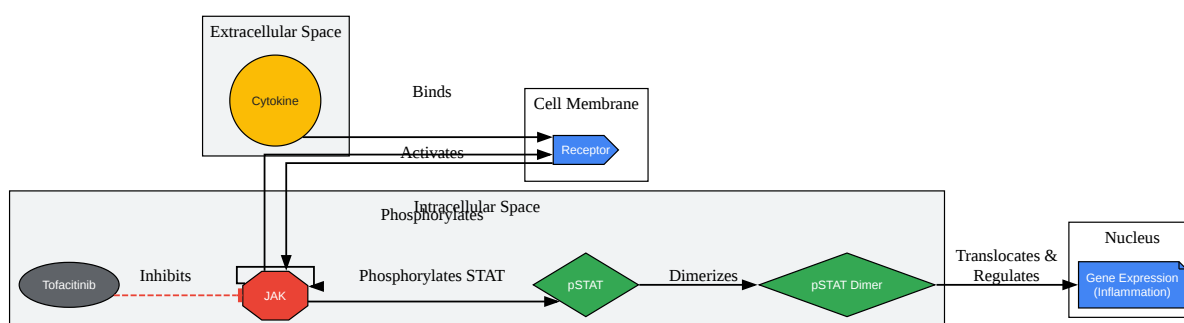 Extracellular Space
Cytokine
Binds
Cell Membrane
Receptor
Activates
Intracellular Space
Phosphorylates
Tofacitinib
Inhibits
JAK
Phosphorylates STAT
pSTAT
Dimerizes
pSTAT Dimer
Translocates &
Regulates
Nucleus
Gene Expression
(Inflammation)